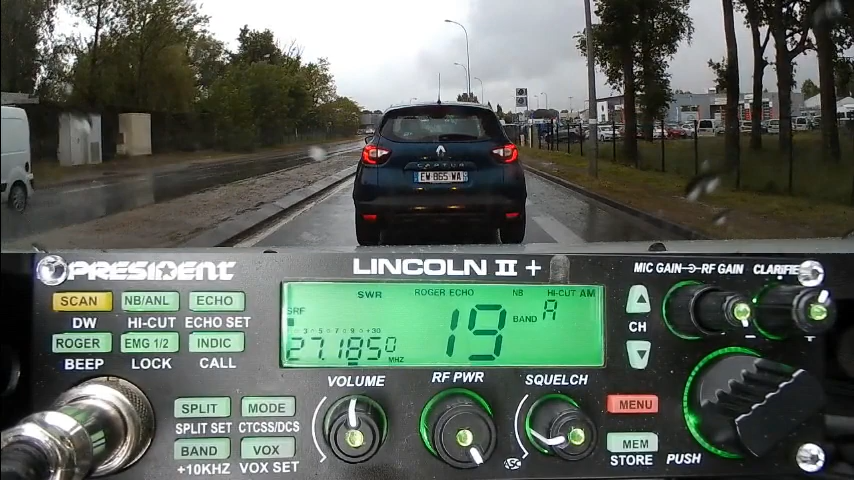 CAPTUR
EW·865·WA
PRESIDENT
LINCOLN II +
MIC GAIN RF GAIN CLARIFIER
SCAN NB/ANL ECHO
DW HI-CUT ECHO SET
ROGER EMG 1/2 INDIC
BEEP LOCK CALL
SPLIT MODE
SPLIT SET CTCSS/DCS
BAND VOX
+10KHZ VOX SET
SWR ROGER ECHO NB HI-CUT AM
SRF
19 BAND A
27.1850 MHZ
CH
VOLUME RF PWR SQUELCH
ASC
MENU
MEM
STORE PUSH
- +